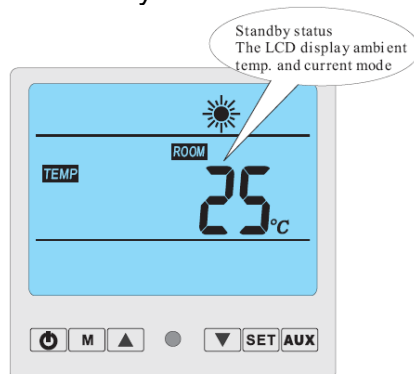 Standby status
The LCD display ambient
temp. and current mode
ROOM
TEMP
25°C
M
SET
AUX